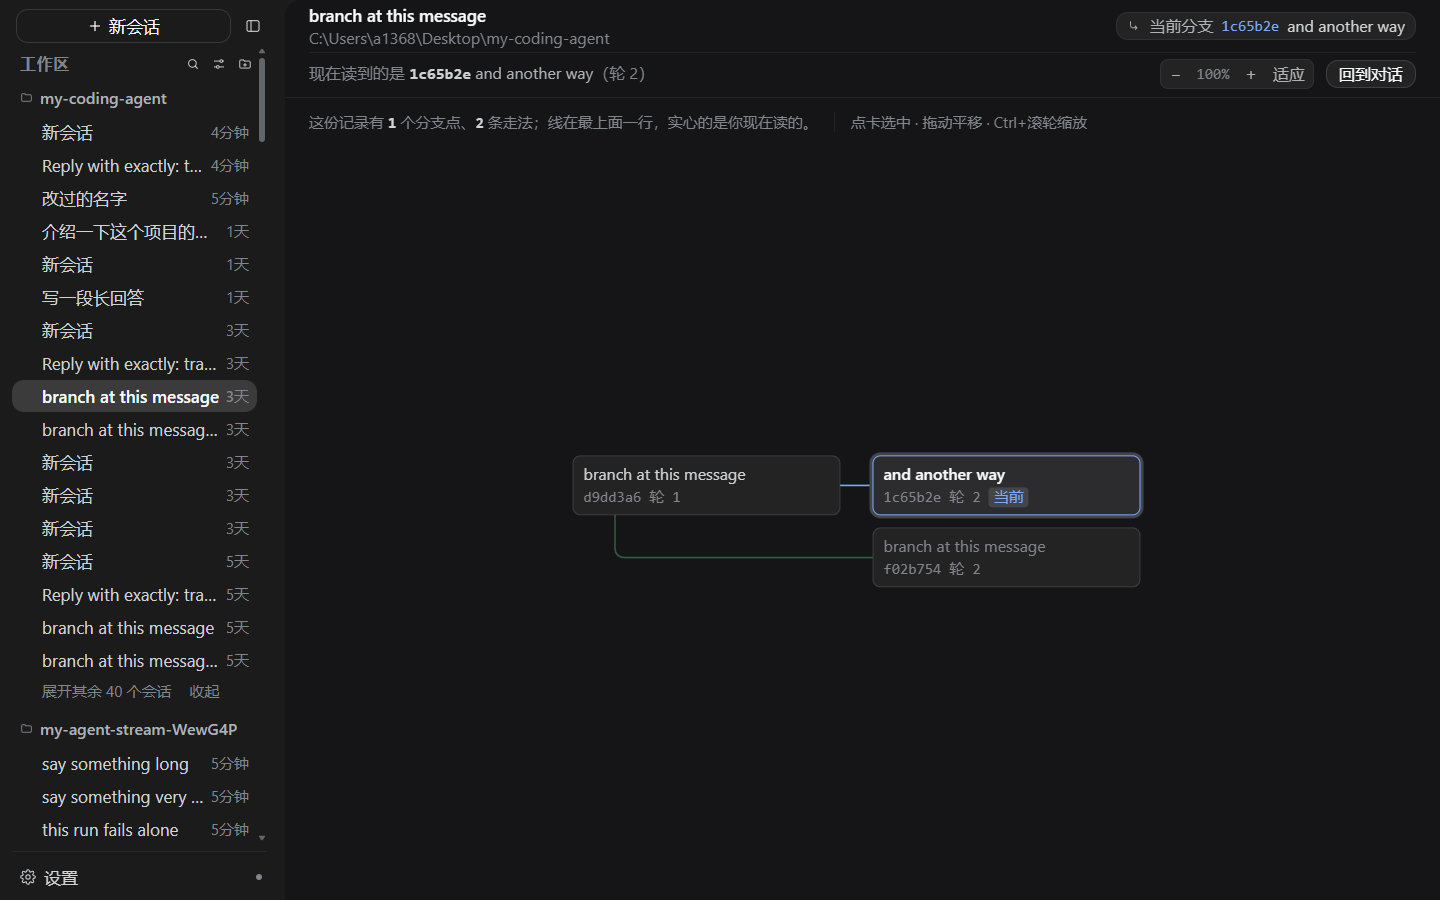 + 新会话
工作区
my-coding-agent
新会话 4分钟
Reply with exactly: t... 4分钟
改过的名字 5分钟
介绍一下这个项目的... 1天
新会话 1天
写一段长回答 1天
新会话 3天
Reply with exactly: tra... 3天
branch at this message 3天
branch at this messag... 3天
新会话 3天
新会话 3天
新会话 3天
新会话 5天
Reply with exactly: tra... 5天
branch at this message 5天
branch at this messag... 5天
展开其余 40 个会话 收起
my-agent-stream-WewG4P
say something long 5分钟
say something very ... 5分钟
this run fails alone 5分钟
设置
branch at this message
C:\Users\a1368\Desktop\my-coding-agent
当前分支 1c65b2e and another way
现在读到的是 1c65b2e and another way（轮 2）
− 100% + 适应 回到对话
这份记录有 1 个分支点、2 条走法；线在最上面一行，实心的是你现在读的。 点卡选中 · 拖动平移 · Ctrl+滚轮缩放
branch at this message
d9dd3a6 轮 1
and another way
1c65b2e 轮 2 当前
branch at this message
f02b754 轮 2